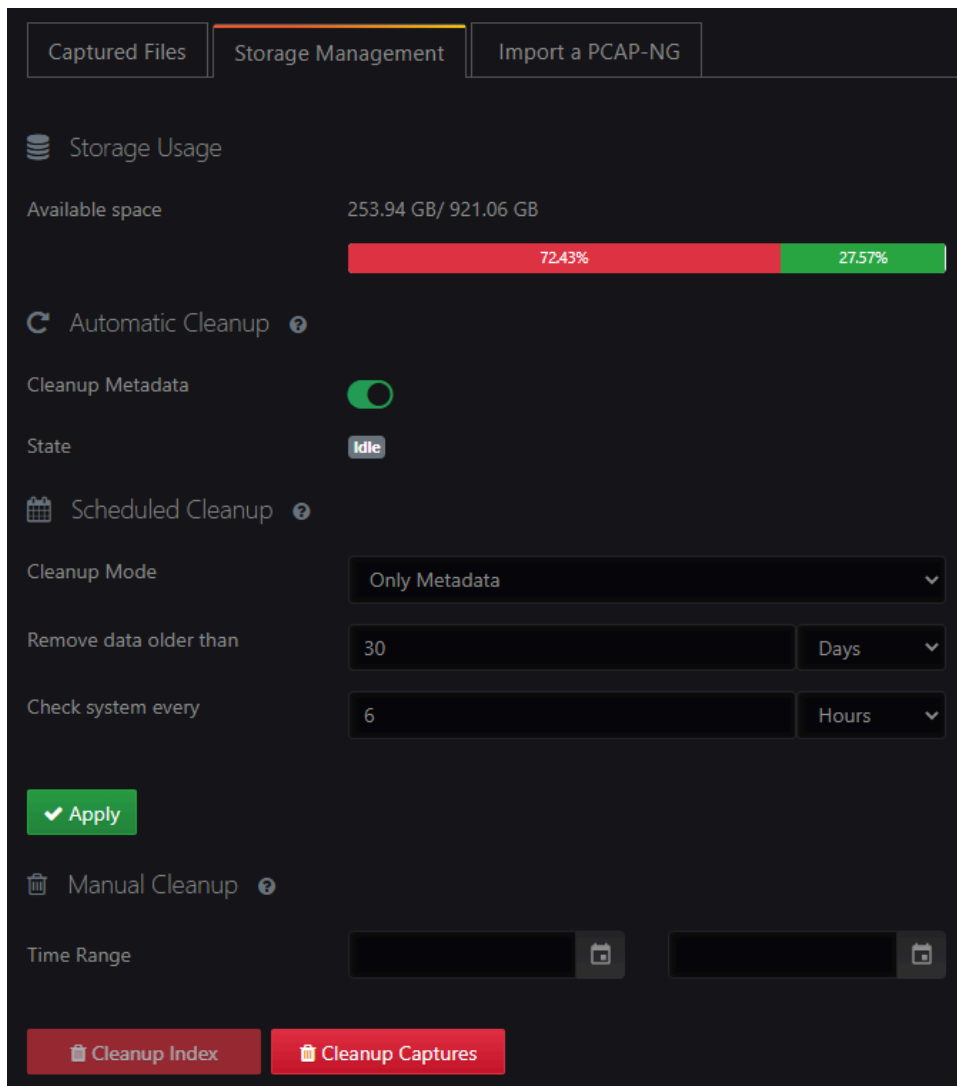 Captured Files
Storage Management
Import a PCAP-NG
Storage Usage
Available space
253.94 GB/ 921.06 GB
72.43%
27.57%
Automatic Cleanup ?
Cleanup Metadata
State
Idle
Scheduled Cleanup ?
Cleanup Mode
Only Metadata
Remove data older than
30
Days
Check system every
6
Hours
Apply
Manual Cleanup ?
Time Range
Cleanup Index
Cleanup Captures